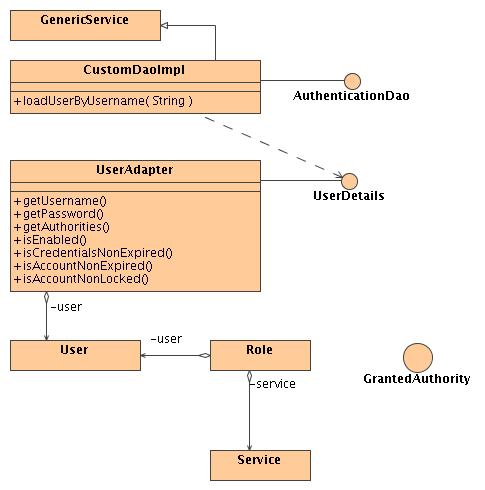 GenericService
CustomDaoImpl
+loadUserByUsername( String )
AuthenticationDao
UserAdapter
+getUsername()
+getPassword()
+getAuthorities()
+isEnabled()
+isCredentialsNonExpired()
+isAccountNonExpired()
+isAccountNonLocked()
UserDetails
-user
User
-user
Role
-service
GrantedAuthority
Service